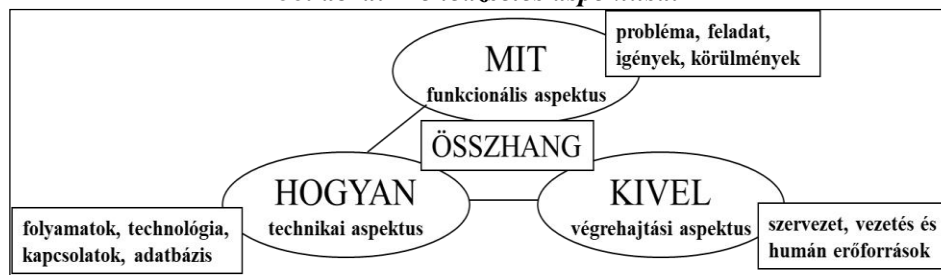 probléma, feladat,
igények, körülmények
MIT
funkcionális aspektus
ÖSSZHANG
HOGYAN
technikai aspektus
KIVEL
végrehajtási aspektus
folyamatok, technológia,
kapcsolatok, adatbázis
szervezet, vezetés és
humán erőforrások